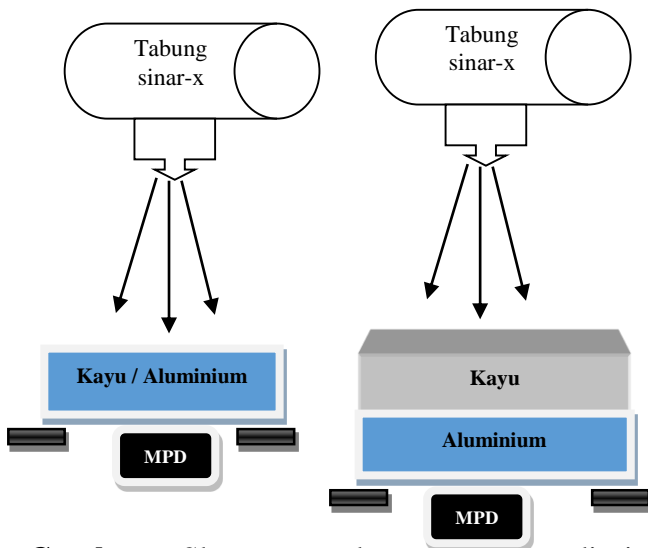 Tabung
sinar-x
Tabung
sinar-x
Kayu / Aluminium
MPD
Kayu
Aluminium
MPD